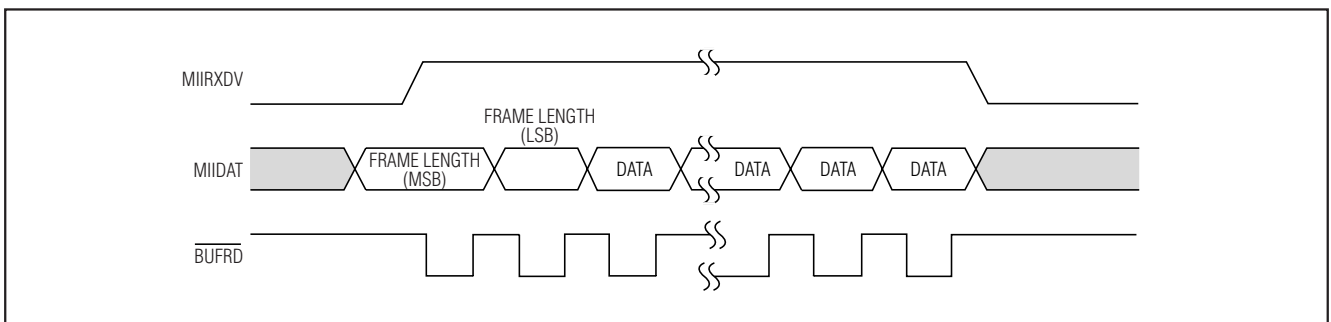 MIIRXDV
FRAME LENGTH
(LSB)
MIIDAT
FRAME LENGTH
(MSB)
DATA
DATA
DATA
DATA
BUFRD